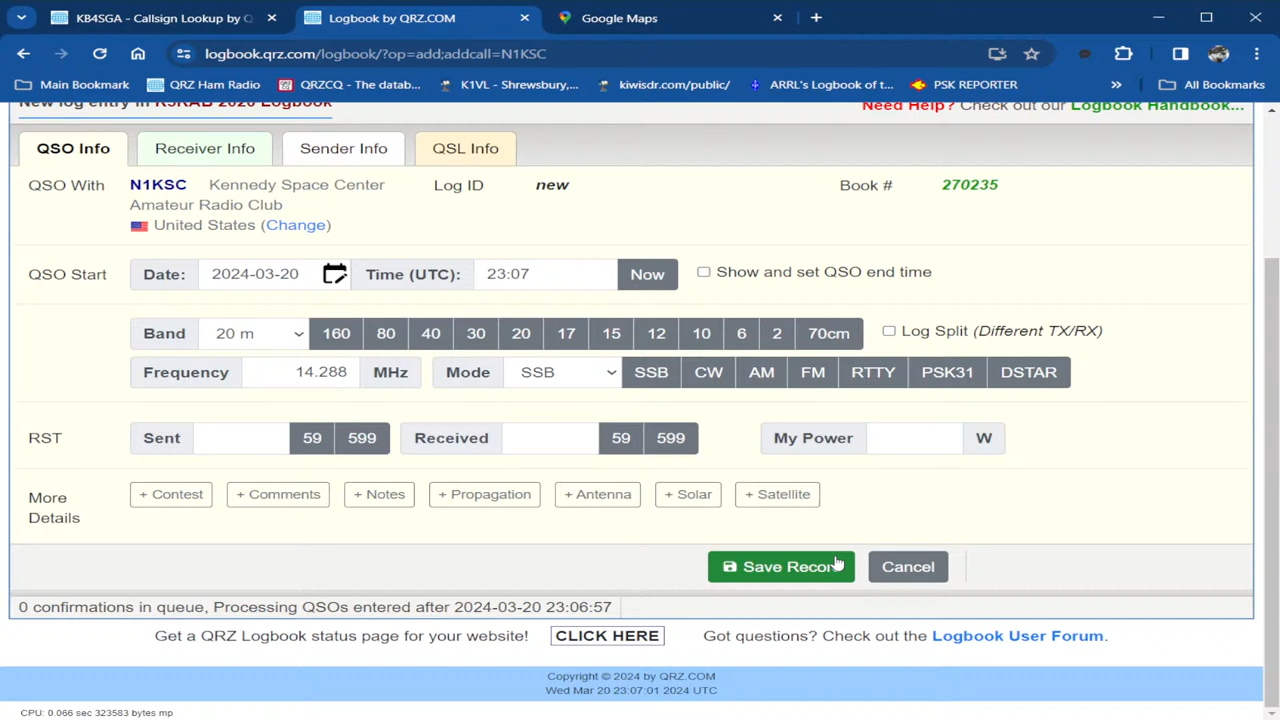 KB4SGA - Callsign Lookup by Q
Logbook by QRZ.COM
Google Maps
logbook.qrz.com/logbook/?op=add;addcall=N1KSC
Main Bookmark
QRZ Ham Radio
QRZCQ - The datab...
K1VL - Shrewsbury,...
kiwisdr.com/public/
ARRL's Logbook of t...
PSK REPORTER
»
All Bookmarks
New log entry in K5RAB 2020 Logbook
Need Help? Check out our Logbook Handbook...
QSO Info
Receiver Info
Sender Info
QSL Info
QSO With
N1KSC Kennedy Space Center
Amateur Radio Club
United States (Change)
Log ID new
Book # 270235
QSO Start
Date: 2024-03-20
Time (UTC): 23:07
Now
Show and set QSO end time
Band 20 m 160 80 40 30 20 17 15 12 10 6 2 70cm
Log Split (Different TX/RX)
Frequency 14.288 MHz
Mode SSB SSB CW AM FM RTTY PSK31 DSTAR
RST
Sent 59 599
Received 59 599
My Power W
More
Details
+ Contest
+ Comments
+ Notes
+ Propagation
+ Antenna
+ Solar
+ Satellite
Save Record
Cancel
0 confirmations in queue, Processing QSOs entered after 2024-03-20 23:06:57
Get a QRZ Logbook status page for your website! CLICK HERE Got questions? Check out the Logbook User Forum.
Copyright © 2024 by QRZ.COM
Wed Mar 20 23:07:01 2024 UTC
CPU: 0.066 sec 323583 bytes mp